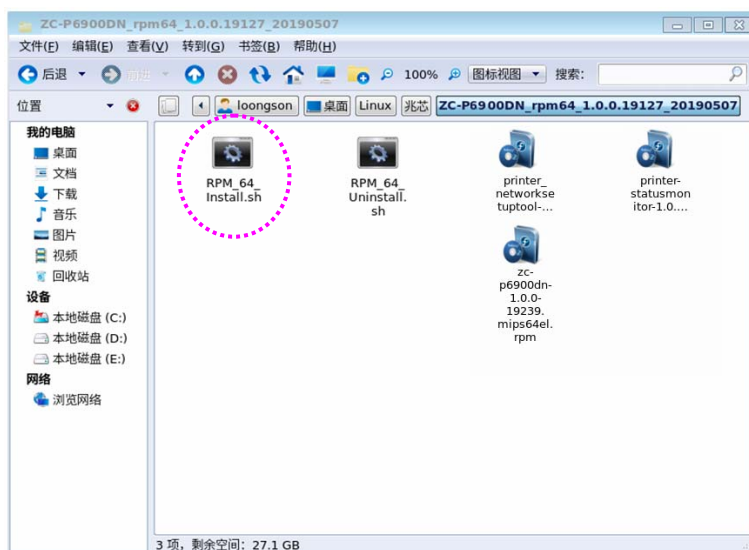 ZC-P6900DN_rpm64_1.0.0.19127_20190507
文件(F) 编辑(E) 查看(V) 转到(G) 书签(B) 帮助(H)
后退 前进 100% 图标视图 搜索:
位置 loongson 桌面 Linux 兆芯 ZC-P6900DN_rpm64_1.0.0.19127_20190507
我的电脑
桌面
文档
下载
音乐
图片
视频
回收站
设备
本地磁盘 (C:)
本地磁盘 (D:)
本地磁盘 (E:)
网络
浏览网络
RPM_64_
Install.sh
RPM_64_
Uninstall.
sh
printer_
networkse
tuptool-...
printer-
statusmon
itor-1.0....
zc-
p6900dn-
1.0.0-
19239.
mips64el.
rpm
3 项, 剩余空间: 27.1 GB